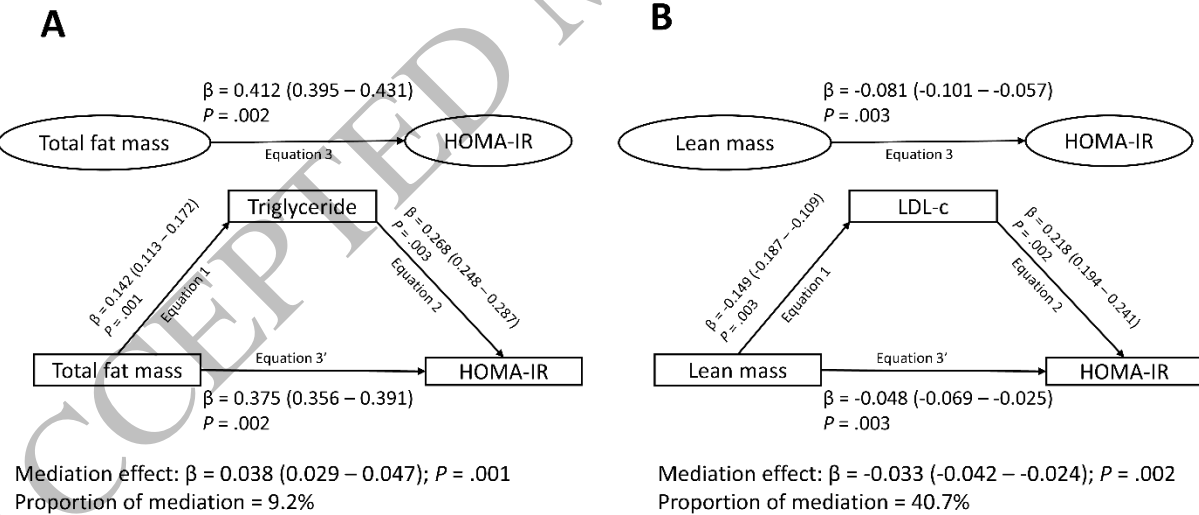 A
β = 0.412 (0.395 – 0.431)
P = .002
Total fat mass
HOMA-IR
Equation 3
Triglyceride
β = 0.142 (0.113 – 0.172)
P = .001
Equation 1
β = 0.268 (0.248 – 0.287)
P = .003
Equation 2
Total fat mass
Equation 3′
HOMA-IR
β = 0.375 (0.356 – 0.391)
P = .002
Mediation effect: β = 0.038 (0.029 – 0.047); P = .001
Proportion of mediation = 9.2%
B
β = -0.081 (-0.101 – -0.057)
P = .003
Lean mass
HOMA-IR
Equation 3
LDL-c
β = -0.149 (-0.187 – -0.109)
P = .003
Equation 1
β = 0.218 (0.194 – 0.241)
P = .002
Equation 2
Lean mass
Equation 3′
HOMA-IR
β = -0.048 (-0.069 – -0.025)
P = .003
Mediation effect: β = -0.033 (-0.042 – -0.024); P = .002
Proportion of mediation = 40.7%
CCEPTED M